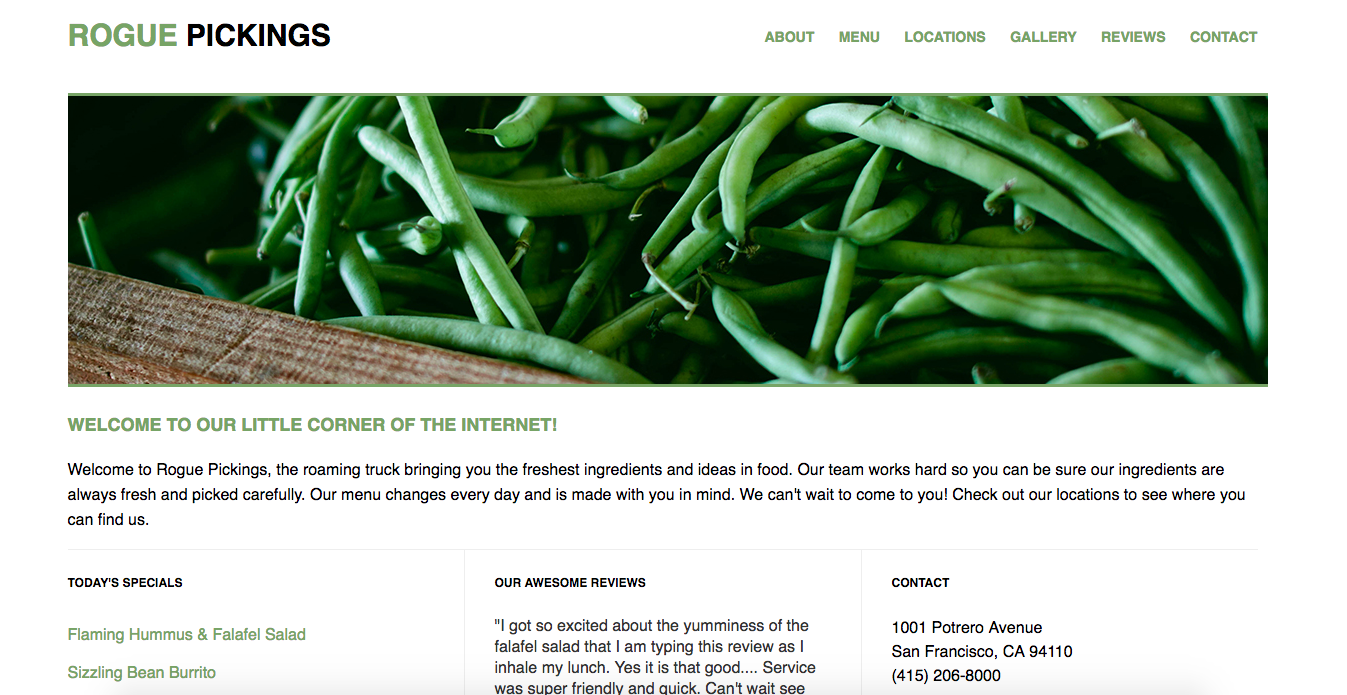 ROGUE PICKINGS
ABOUT MENU LOCATIONS GALLERY REVIEWS CONTACT
WELCOME TO OUR LITTLE CORNER OF THE INTERNET!
Welcome to Rogue Pickings, the roaming truck bringing you the freshest ingredients and ideas in food. Our team works hard so you can be sure our ingredients are
always fresh and picked carefully. Our menu changes every day and is made with you in mind. We can't wait to come to you! Check out our locations to see where you
can find us.
TODAY'S SPECIALS
Flaming Hummus & Falafel Salad
Sizzling Bean Burrito
OUR AWESOME REVIEWS
"I got so excited about the yumminess of the
falafel salad that I am typing this review as I
inhale my lunch. Yes it is that good.... Service
was super friendly and quick. Can't wait see
CONTACT
1001 Potrero Avenue
San Francisco, CA 94110
(415) 206-8000